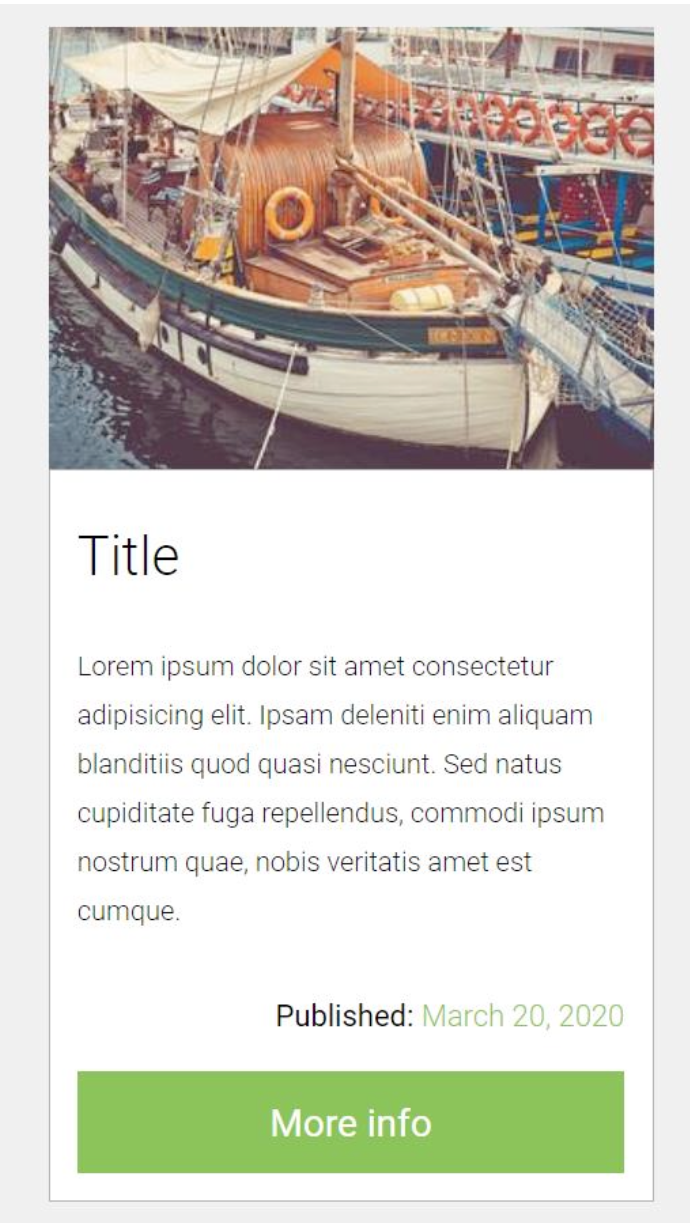 LONDON
Title
Lorem ipsum dolor sit amet consectetur
adipisicing elit. Ipsam deleniti enim aliquam
blanditiis quod quasi nesciunt. Sed natus
cupiditate fuga repellendus, commodi ipsum
nostrum quae, nobis veritatis amet est
cumque.
Published: March 20, 2020
More info